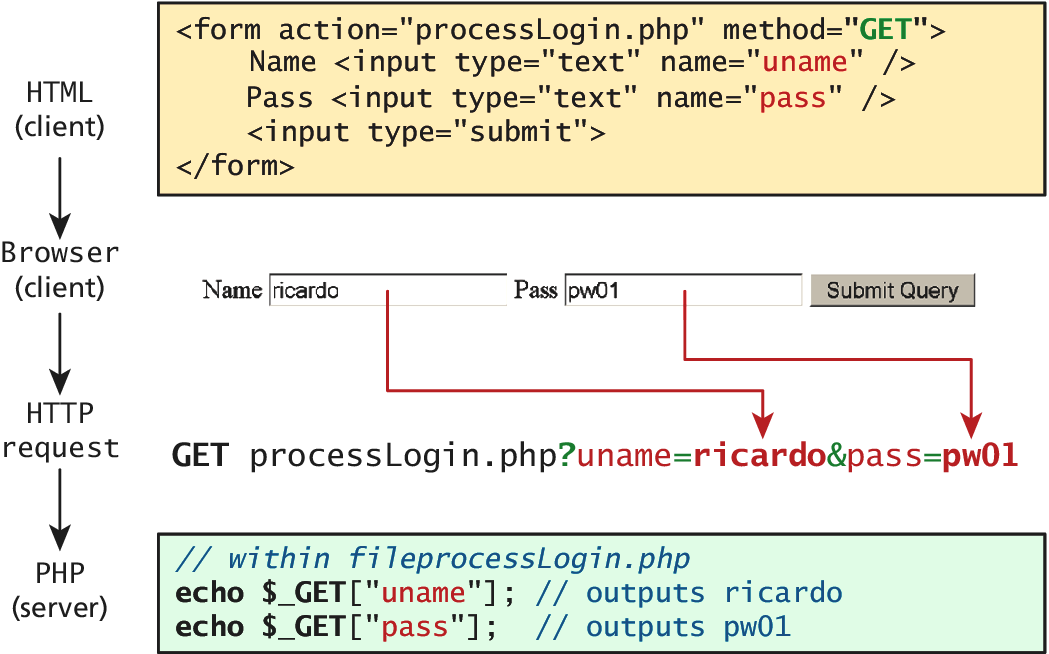 HTML
(client)
<form action="processLogin.php" method="GET">
Name <input type="text" name="uname" />
Pass <input type="text" name="pass" />
<input type="submit">
</form>
Browser
(client)
Name ricardo Pass pw01 Submit Query
HTTP
request
GET processLogin.php?uname=ricardo&pass=pw01
PHP
(server)
// within fileprocessLogin.php
echo $_GET["uname"]; // outputs ricardo
echo $_GET["pass"];  // outputs pw01